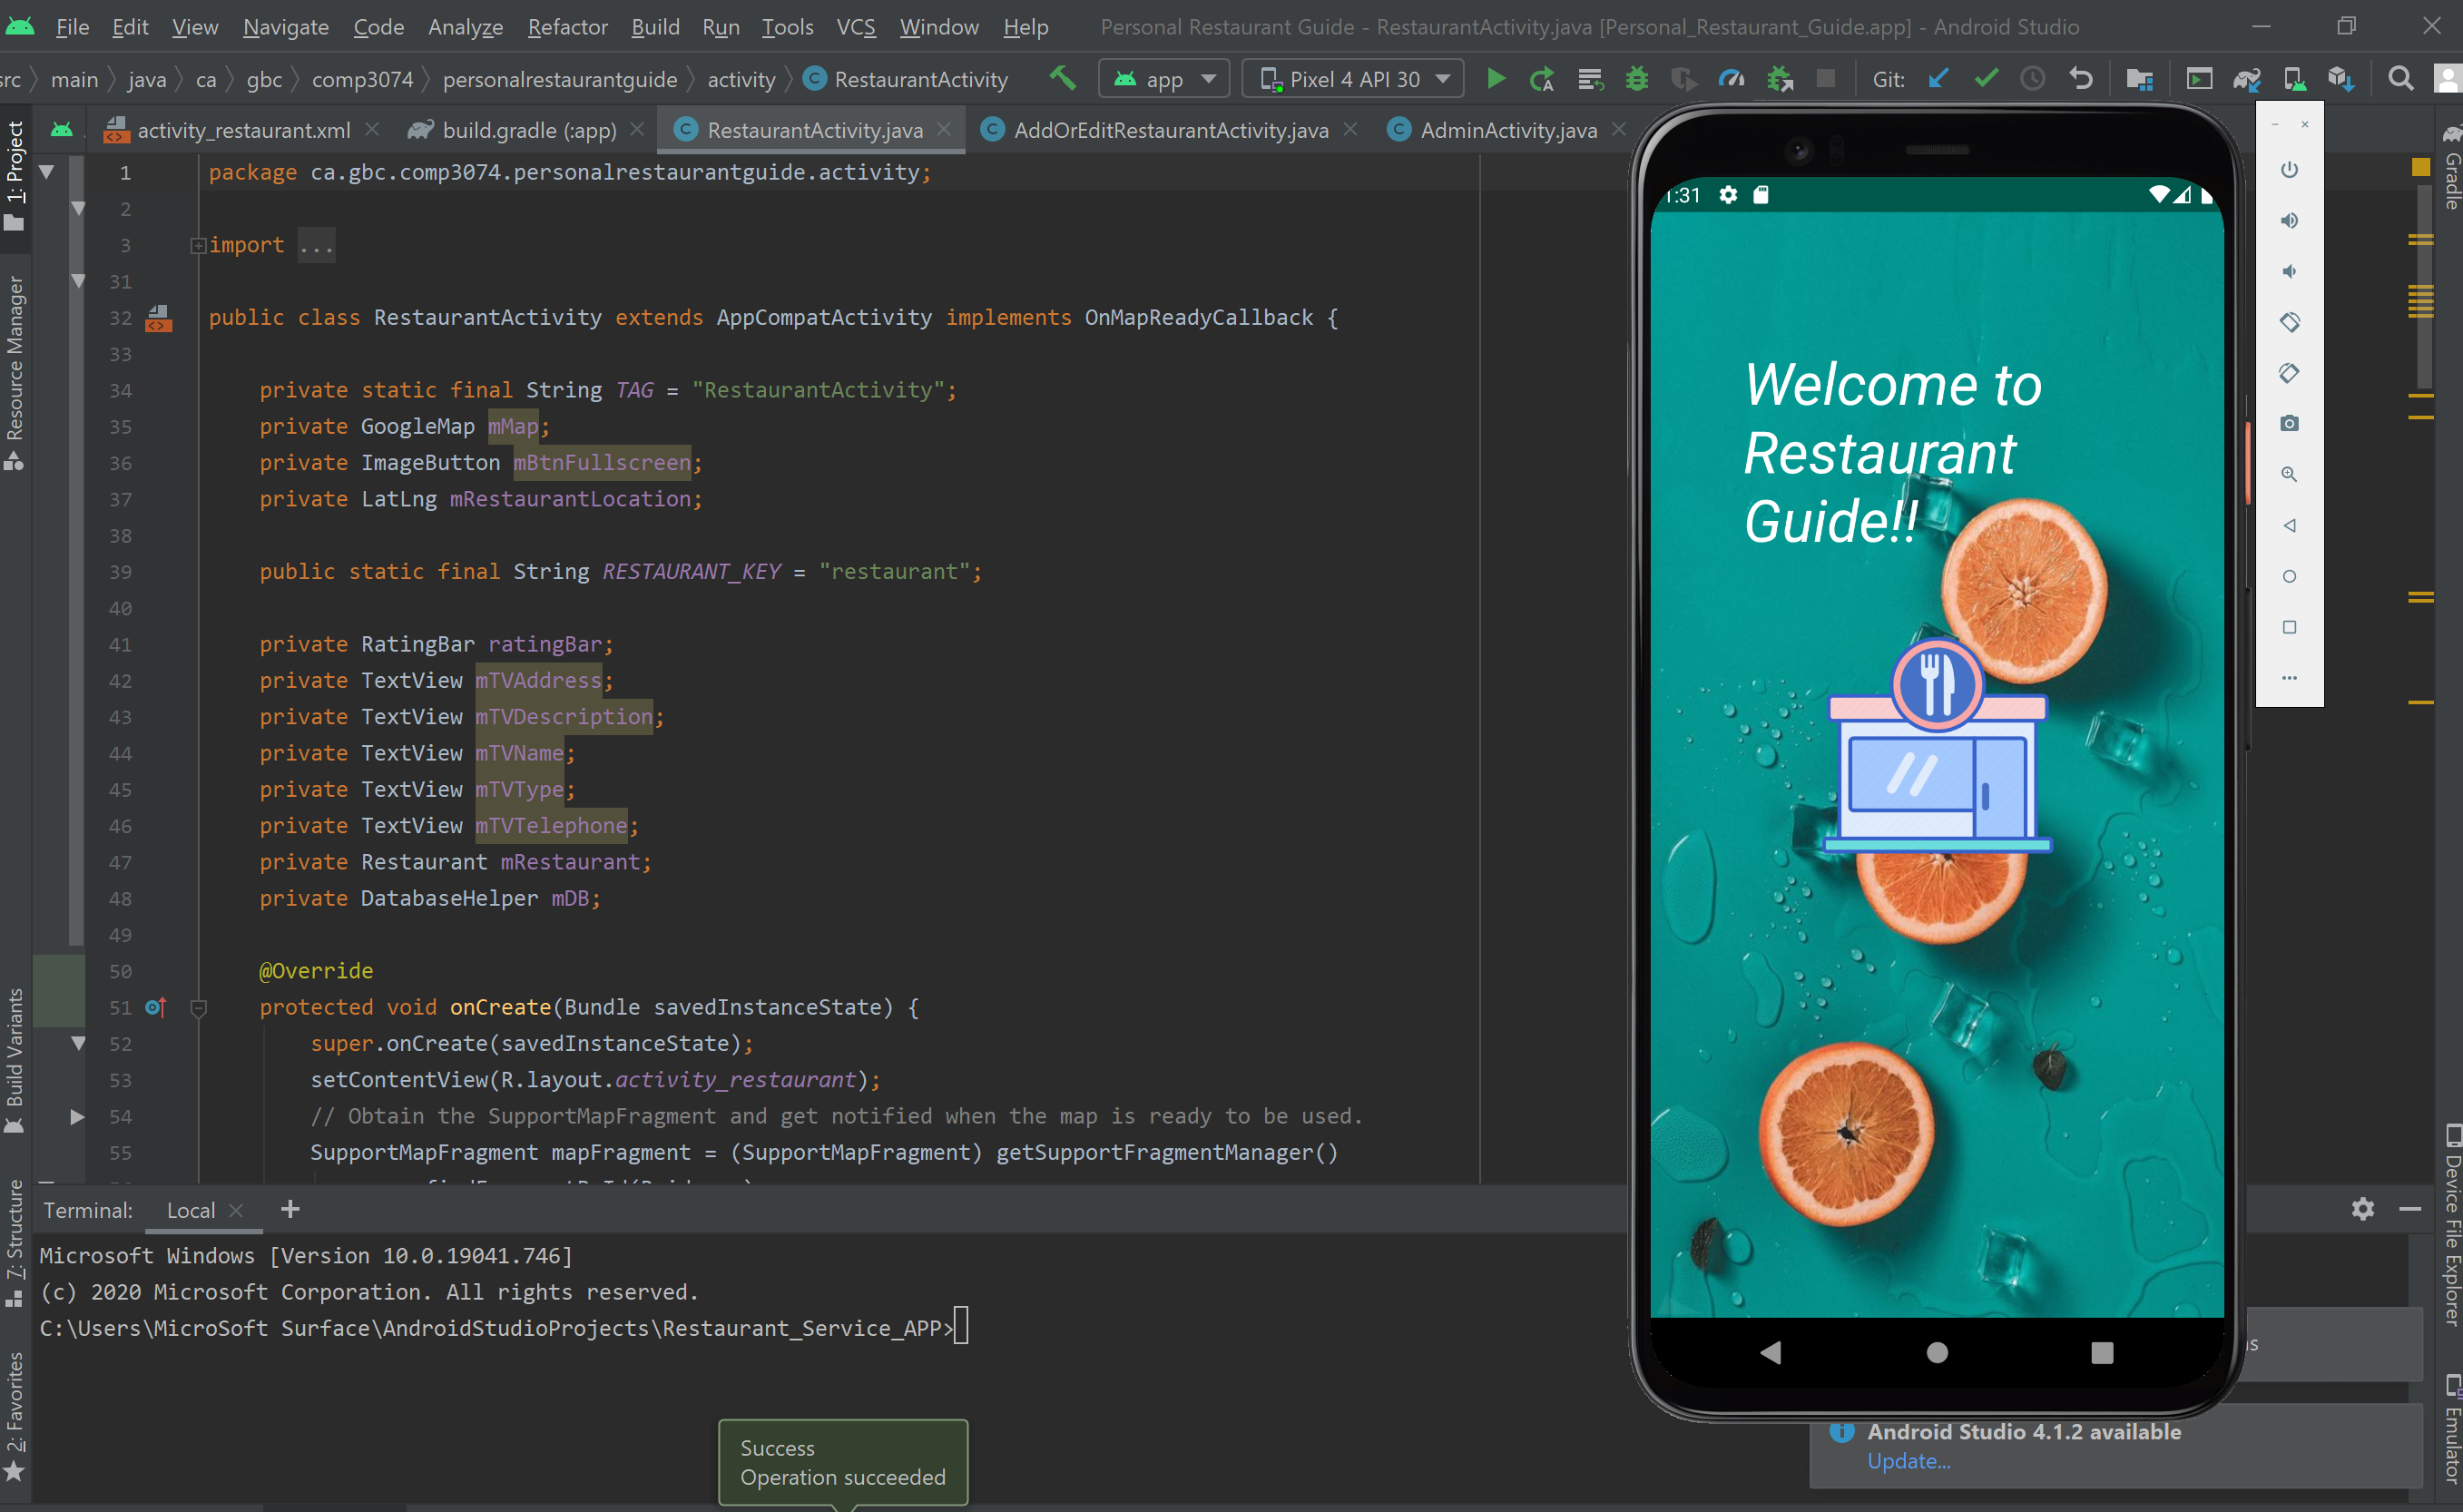 File Edit View Navigate Code Analyze Refactor Build Run Tools VCS Window Help Personal Restaurant Guide - RestaurantActivity.java [Personal_Restaurant_Guide.app] - Android Studio
src main java ca gbc comp3074 personalrestaurantguide activity RestaurantActivity app Pixel 4 API 30 Git:
activity_restaurant.xml build.gradle (:app) RestaurantActivity.java AddOrEditRestaurantActivity.java AdminActivity.java
1: Project
Resource Manager
Build Variants
7: Structure
2: Favorites
1 package ca.gbc.comp3074.personalrestaurantguide.activity;
2
3 import ...
31
32 public class RestaurantActivity extends AppCompatActivity implements OnMapReadyCallback {
33
34 private static final String TAG = "RestaurantActivity";
35 private GoogleMap mMap;
36 private ImageButton mBtnFullscreen;
37 private LatLng mRestaurantLocation;
38
39 public static final String RESTAURANT_KEY = "restaurant";
40
41 private RatingBar ratingBar;
42 private TextView mTVAddress;
43 private TextView mTVDescription;
44 private TextView mTVName;
45 private TextView mTVType;
46 private TextView mTVTelephone;
47 private Restaurant mRestaurant;
48 private DatabaseHelper mDB;
49
50 @Override
51 protected void onCreate(Bundle savedInstanceState) {
52 super.onCreate(savedInstanceState);
53 setContentView(R.layout.activity_restaurant);
54 // Obtain the SupportMapFragment and get notified when the map is ready to be used.
55 SupportMapFragment mapFragment = (SupportMapFragment) getSupportFragmentManager()
Terminal: Local +
Microsoft Windows [Version 10.0.19041.746]
(c) 2020 Microsoft Corporation. All rights reserved.
C:\Users\MicroSoft Surface\AndroidStudioProjects\Restaurant_Service_APP>
Success
Operation succeeded
1:31
Welcome to
Restaurant
Guide!!
Android Studio 4.1.2 available
Update...
Gradle
Device File Explorer
Emulator